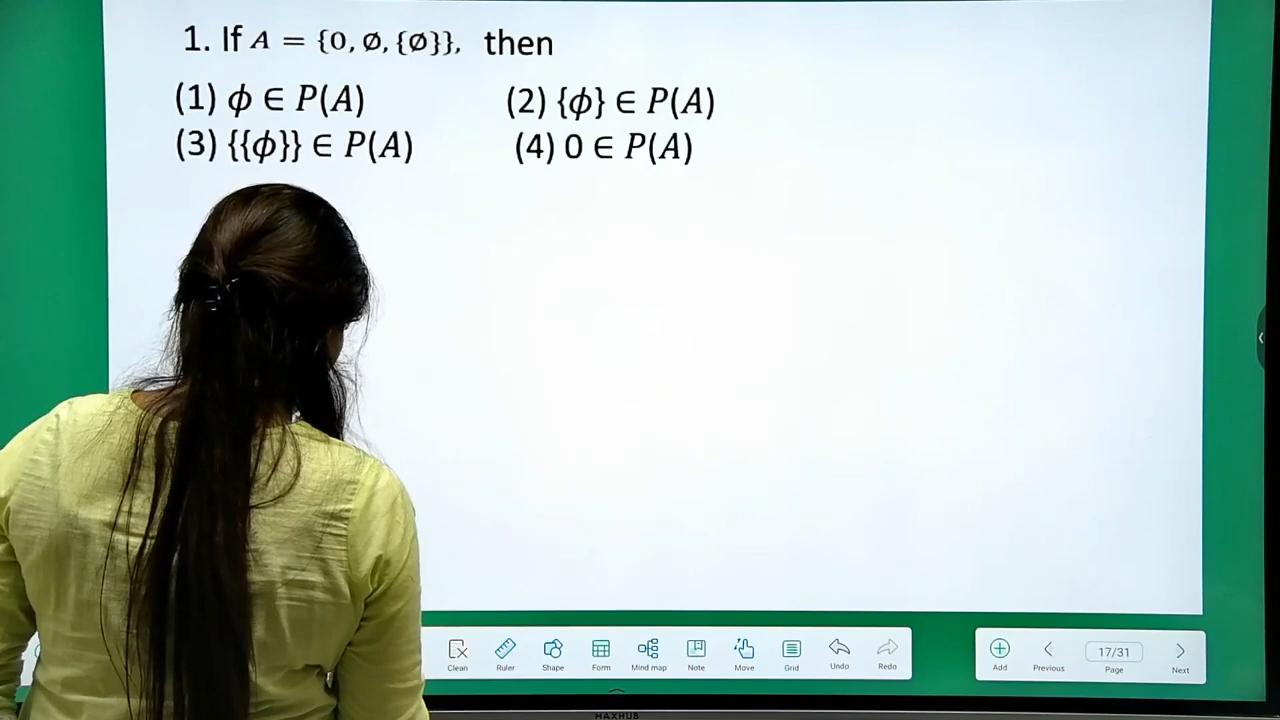 1. If A = {0, ∅, {∅}}, then
(1) ϕ ∈ P(A) (2) {ϕ} ∈ P(A)
(3) {{ϕ}} ∈ P(A) (4) 0 ∈ P(A)
Clean Ruler Shape Form Mind map Note Move Grid Undo Redo
Add Previous 17/31 Page Next
MAXHUB